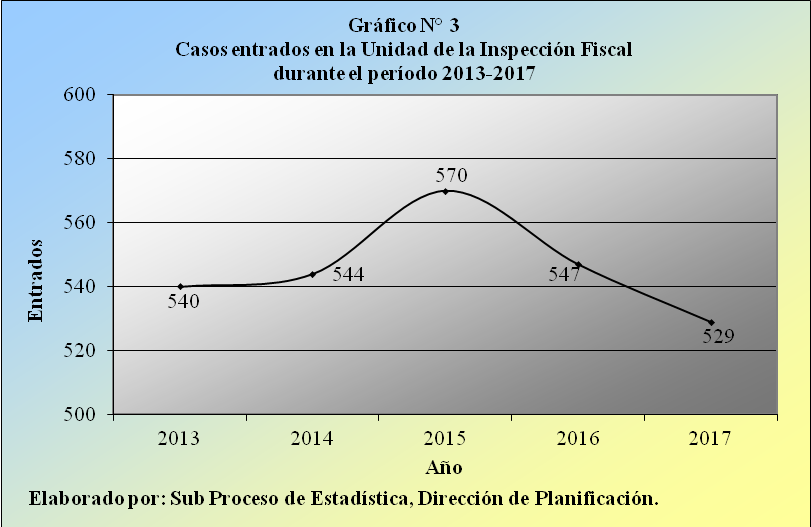 Gráfico N° 3
Casos entrados en la Unidad de la Inspección Fiscal
durante el período 2013-2017
600
580
570
560
Entrados
544
547
540
540
529
520
500
2013 2014 2015 2016 2017
Año
Elaborado por: Sub Proceso de Estadística, Dirección de Planificación.